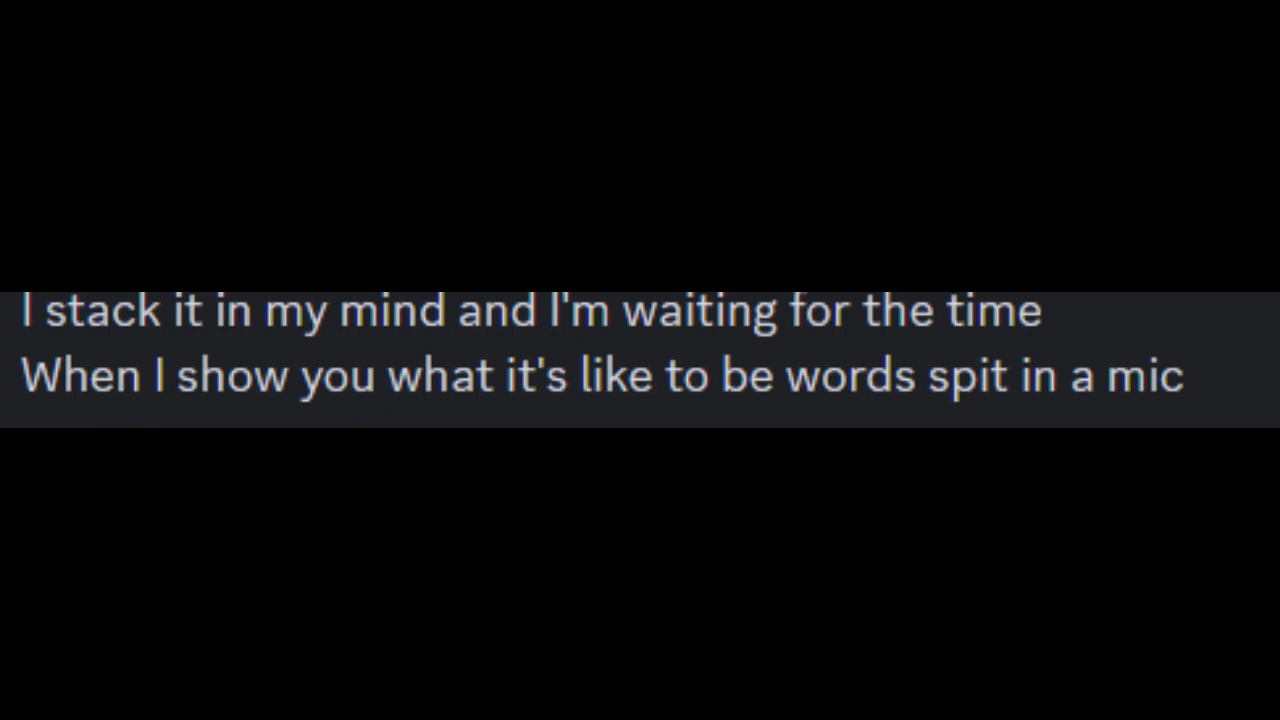 I stack it in my mind and I'm waiting for the time
When I show you what it's like to be words spit in a mic